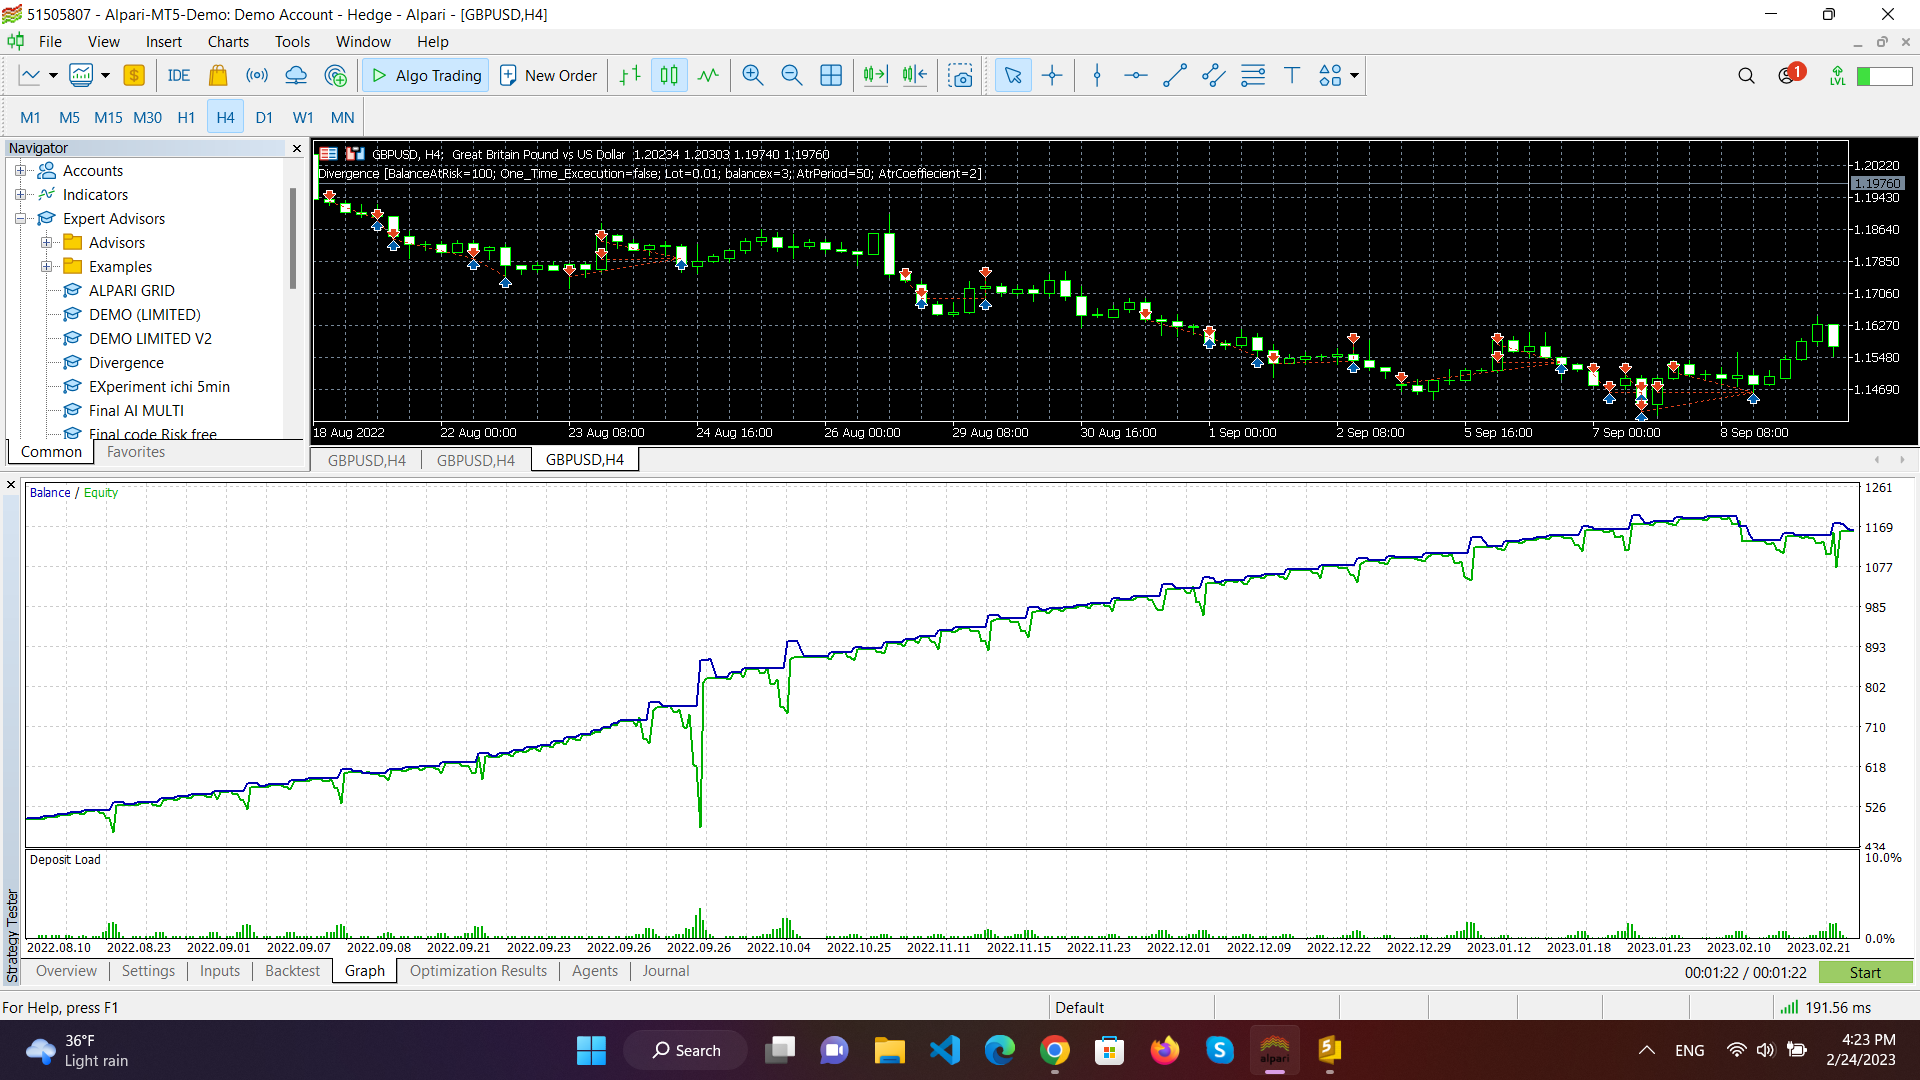 51505807 - Alpari-MT5-Demo: Demo Account - Hedge - Alpari - [GBPUSD,H4]
File View Insert Charts Tools Window Help
IDE Algo Trading New Order T 1 LVL
M1 M5 M15 M30 H1 H4 D1 W1 MN
Navigator
Accounts
Indicators
Expert Advisors
Advisors
Examples
ALPARI GRID
DEMO (LIMITED)
DEMO LIMITED V2
Divergence
EXperiment ichi 5min
Final AI MULTI
Final code Risk free
Common Favorites
GBPUSD, H4: Great Britain Pound vs US Dollar 1.20234 1.20303 1.19740 1.19760
Divergence [BalanceAtRisk=100; One_Time_Excecution=false; Lot=0.01; balancex=3; AtrPeriod=50; AtrCoeffiecient=2]
1.20220
1.19760
1.19430
1.18640
1.17850
1.17060
1.16270
1.15480
1.14690
18 Aug 2022 22 Aug 00:00 23 Aug 08:00 24 Aug 16:00 26 Aug 00:00 29 Aug 08:00 30 Aug 16:00 1 Sep 00:00 2 Sep 08:00 5 Sep 16:00 7 Sep 00:00 8 Sep 08:00
GBPUSD,H4 GBPUSD,H4 GBPUSD,H4
Balance / Equity
1261
1169
1077
985
893
802
710
618
526
434
Deposit Load
10.0%
0.0%
2022.08.10 2022.08.23 2022.09.01 2022.09.07 2022.09.08 2022.09.21 2022.09.23 2022.09.26 2022.09.26 2022.10.04 2022.10.25 2022.11.11 2022.11.15 2022.11.23 2022.12.01 2022.12.09 2022.12.22 2022.12.29 2023.01.12 2023.01.18 2023.01.23 2023.02.10 2023.02.21
Strategy Tester
Overview Settings Inputs Backtest Graph Optimization Results Agents Journal 00:01:22 / 00:01:22 Start
For Help, press F1 Default 191.56 ms
36°F
Light rain
Search
alpari
ENG
4:23 PM
2/24/2023